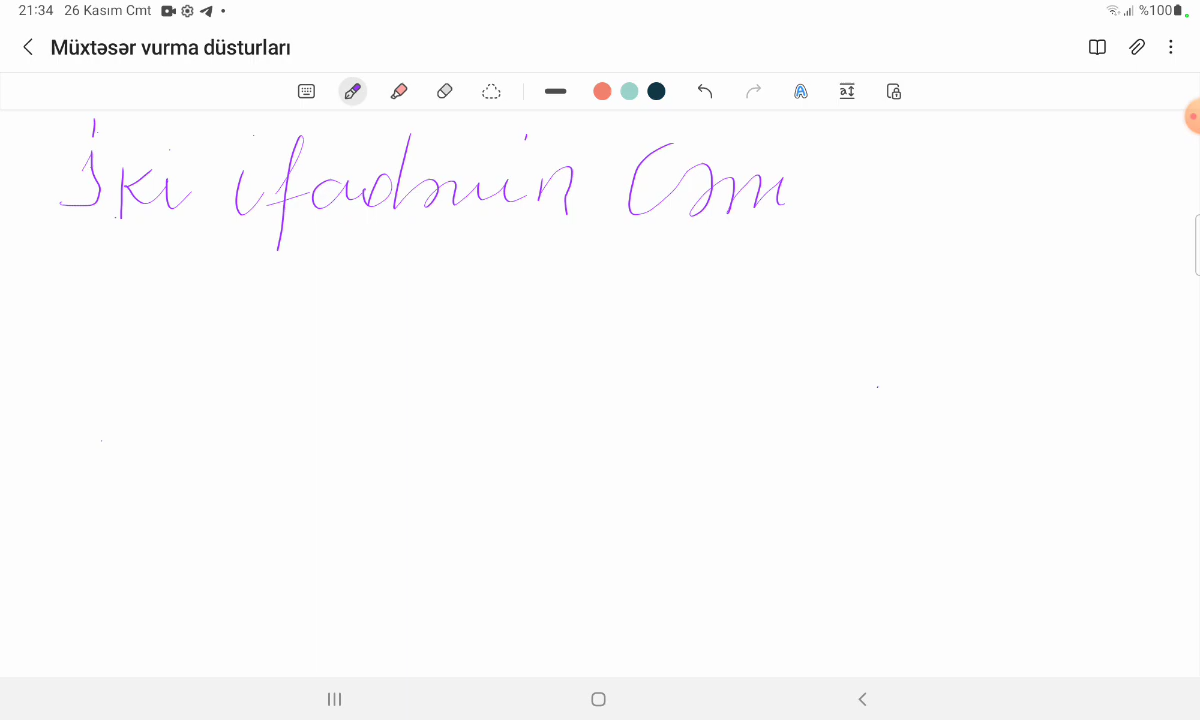 21:34 26 Kasım Cmt %100
Müxtəsər vurma düsturları
İki ifadənin Cəm